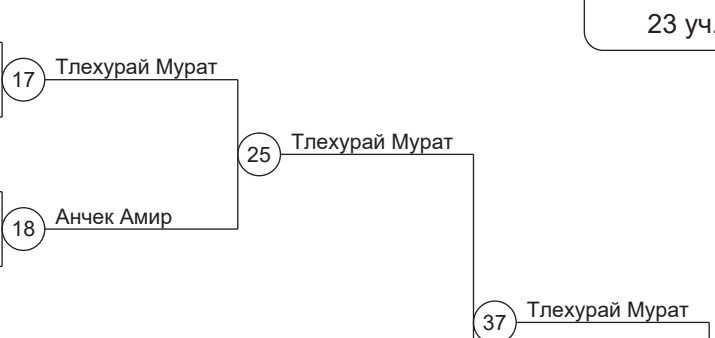 23 уч.
17 Тлехурай Мурат
25 Тлехурай Мурат
18 Анчек Амир
37 Тлехурай Мурат